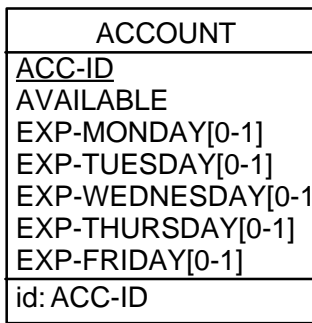 ACCOUNT
ACC-ID
AVAILABLE
EXP-MONDAY[0-1]
EXP-TUESDAY[0-1]
EXP-WEDNESDAY[0-1
EXP-THURSDAY[0-1]
EXP-FRIDAY[0-1]
id: ACC-ID